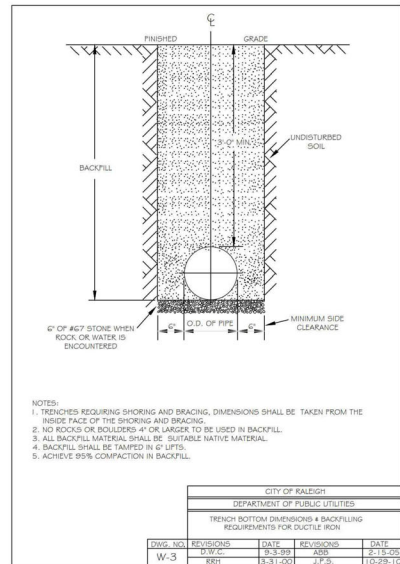 ℄
FINISHED GRADE
3'-0" MIN.
UNDISTURBED
SOIL
BACKFILL
6" OF #67 STONE WHEN
ROCK OR WATER IS
ENCOUNTERED
6" O.D. OF PIPE 6"
MINIMUM SIDE
CLEARANCE
NOTES:
1. TRENCHES REQUIRING SHORING AND BRACING, DIMENSIONS SHALL BE TAKEN FROM THE
INSIDE FACE OF THE SHORING AND BRACING.
2. NO ROCKS OR BOULDERS 4" OR LARGER TO BE USED IN BACKFILL.
3. ALL BACKFILL MATERIAL SHALL BE SUITABLE NATIVE MATERIAL.
4. BACKFILL SHALL BE TAMPED IN 6" LIFTS.
5. ACHIEVE 95% COMPACTION IN BACKFILL.
CITY OF RALEIGH
DEPARTMENT OF PUBLIC UTILITIES
TRENCH BOTTOM DIMENSIONS & BACKFILLING
REQUIREMENTS FOR DUCTILE IRON
DWG. NO. REVISIONS DATE REVISIONS DATE
W-3 D.W.C. 9-3-99 ABB 2-15-05
RRH 3-31-00 J.P.S. 10-29-10